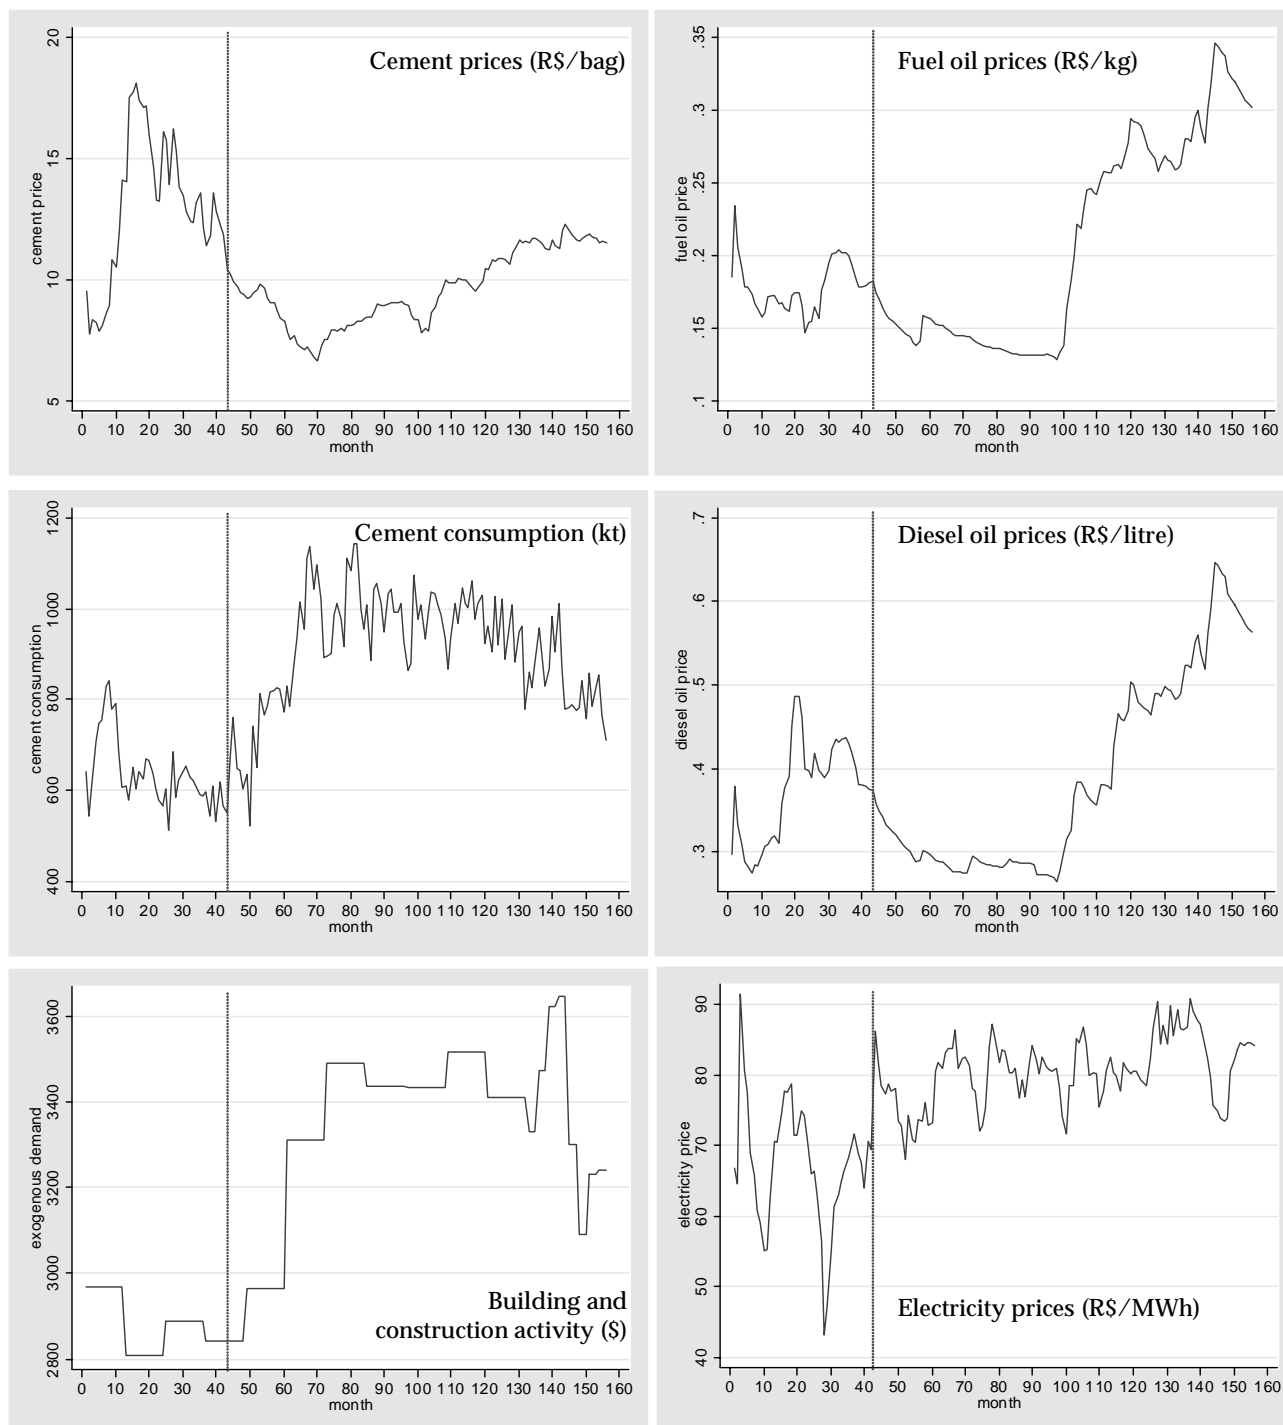 Cement prices (R$/bag)
cement price
20
15
10
5
0 10 20 30 40 50 60 70 80 90 100 110 120 130 140 150 160
month
Fuel oil prices (R$/kg)
fuel oil price
.35
.3
.25
.2
.15
.1
0 10 20 30 40 50 60 70 80 90 100 110 120 130 140 150 160
month
Cement consumption (kt)
cement consumption
1200
1000
800
600
400
0 10 20 30 40 50 60 70 80 90 100 110 120 130 140 150 160
month
Diesel oil prices (R$/litre)
diesel oil price
.7
.6
.5
.4
.3
0 10 20 30 40 50 60 70 80 90 100 110 120 130 140 150 160
month
exogenous demand
3600
3400
3200
3000
2800
Building and
construction activity ($)
0 10 20 30 40 50 60 70 80 90 100 110 120 130 140 150 160
month
electricity price
90
80
70
60
50
40
Electricity prices (R$/MWh)
0 10 20 30 40 50 60 70 80 90 100 110 120 130 140 150 160
month